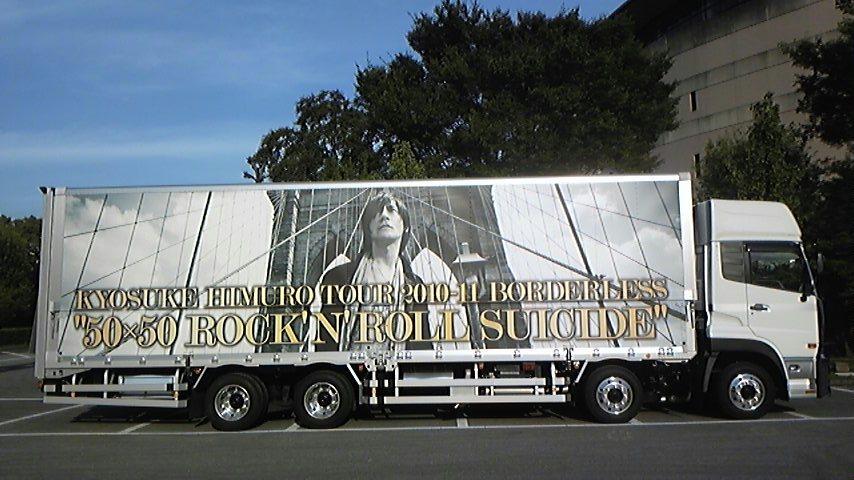 KYOSUKE HIMURO TOUR 2010-11 BORDERLESS
"50×50 ROCK'N'ROLL SUICIDE"